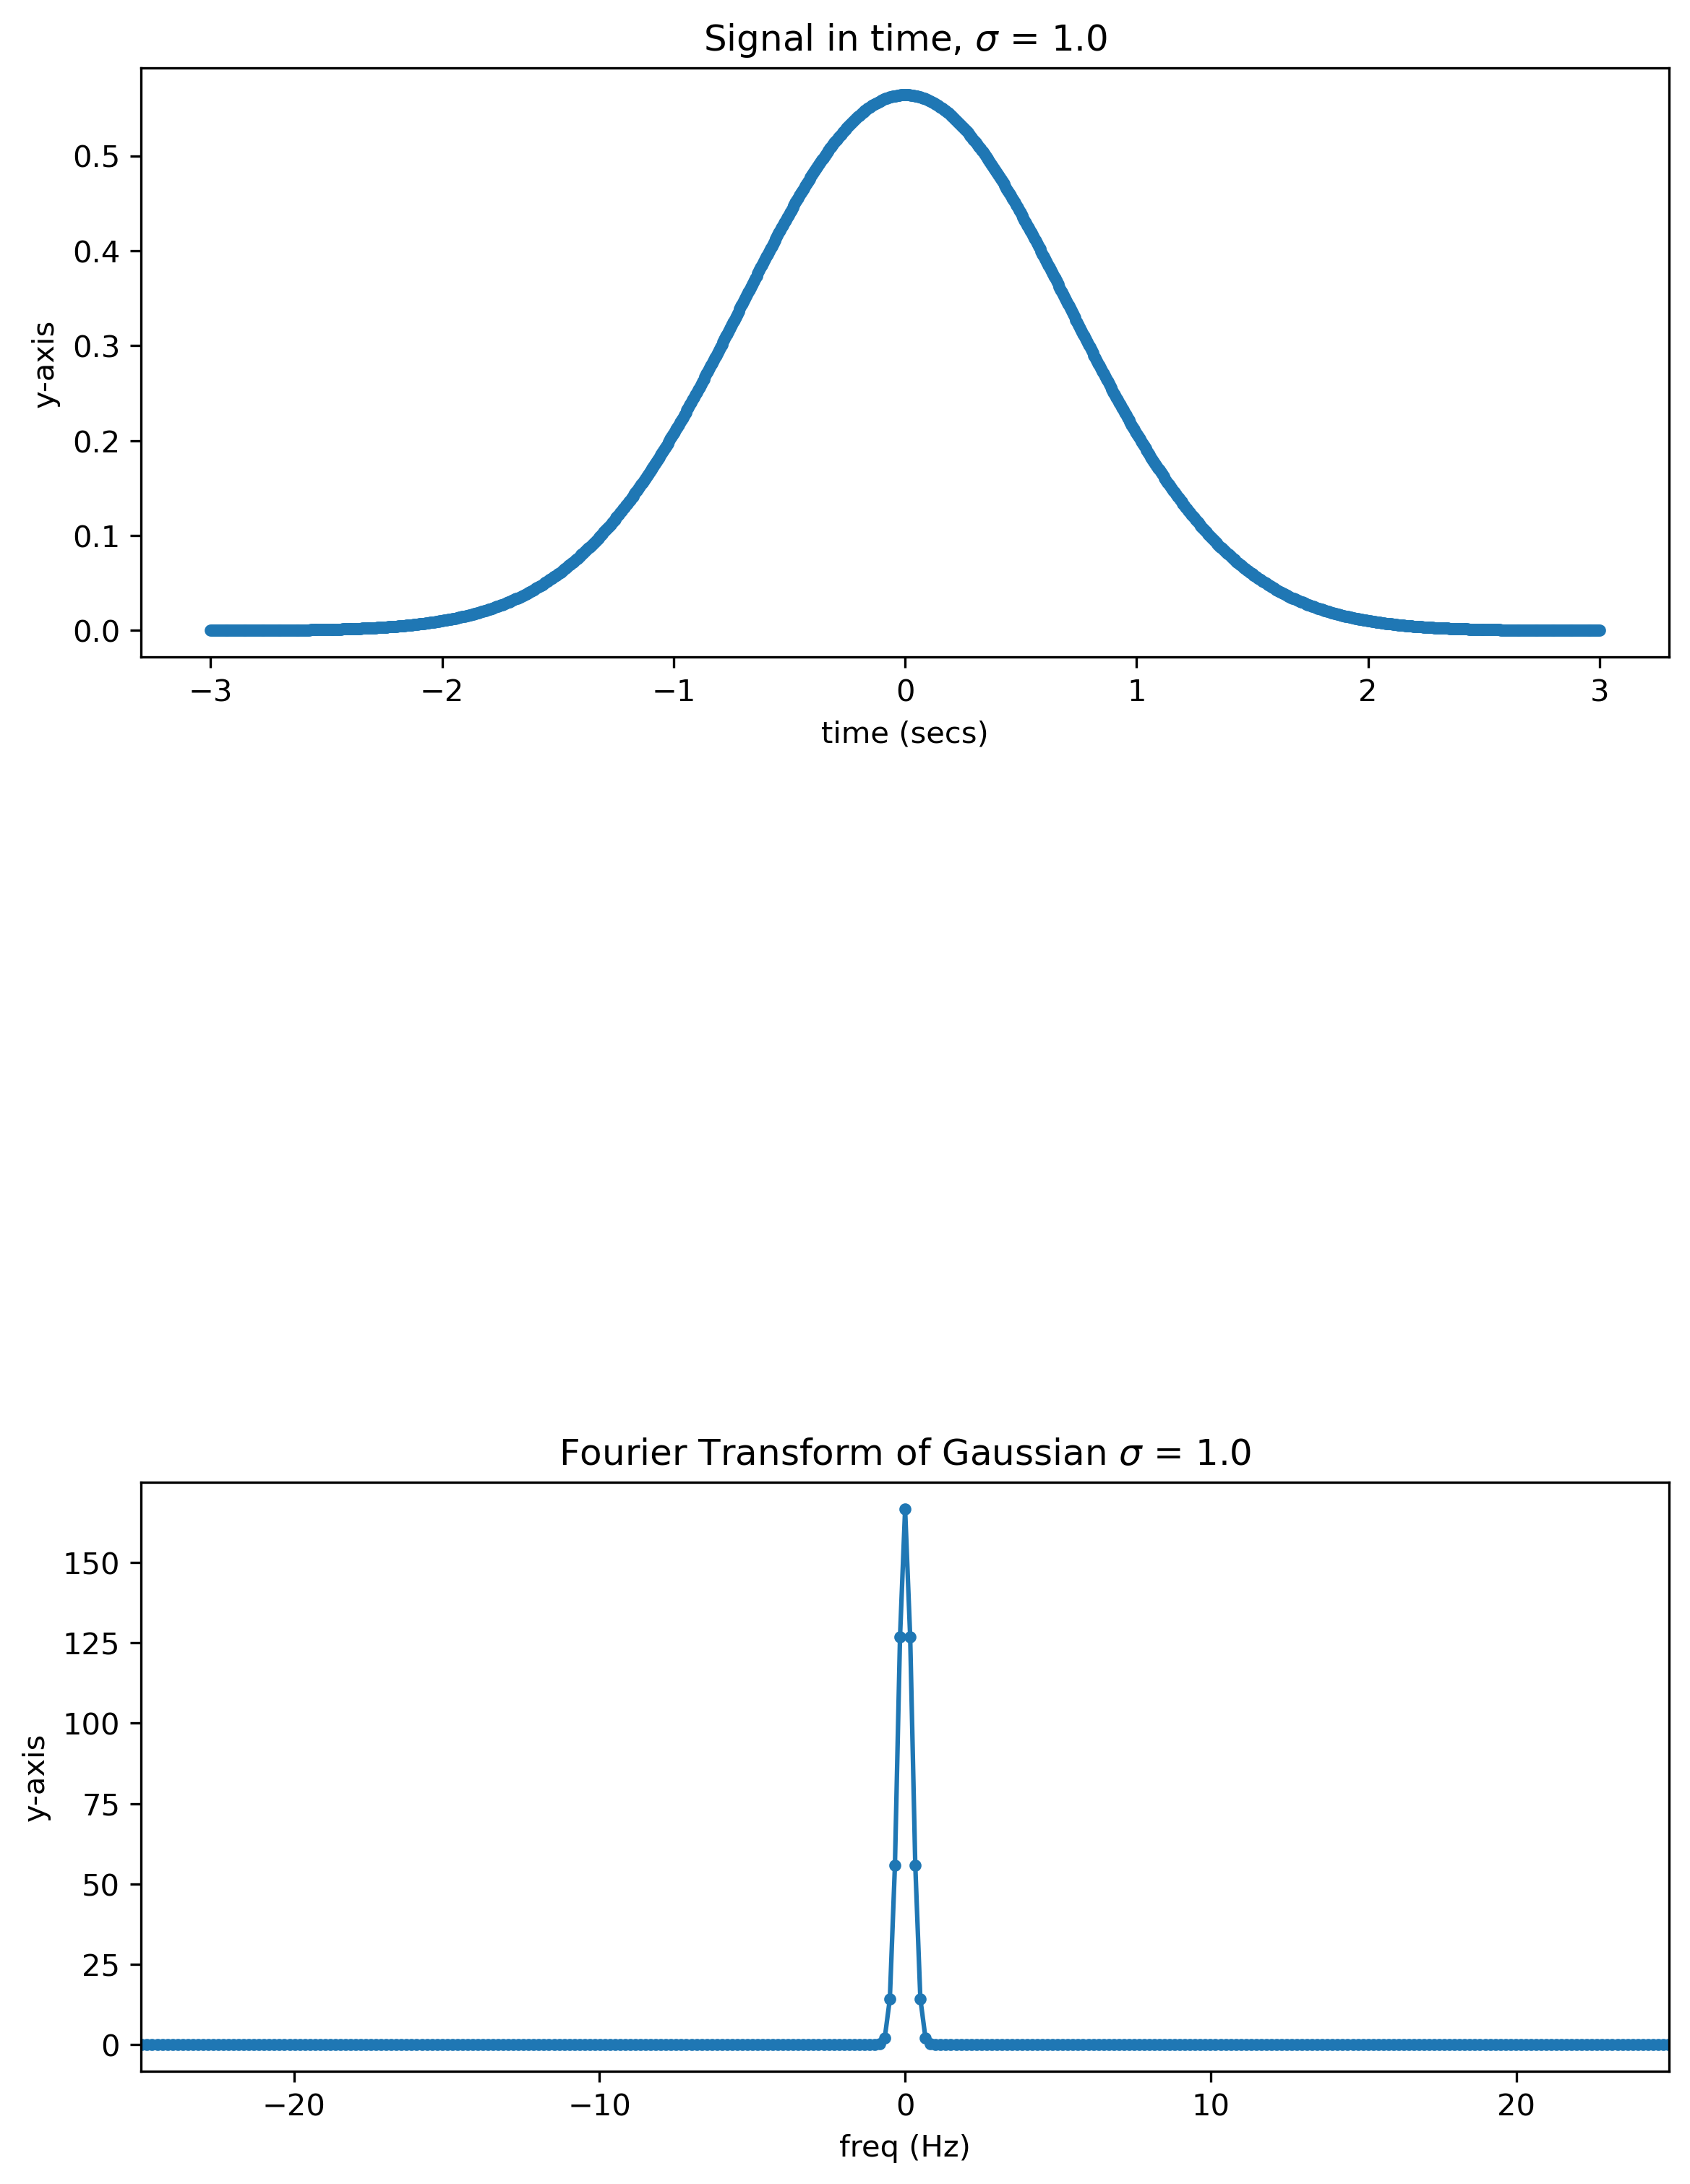 Signal in time, σ = 1.0
0.5
0.4
0.3
0.2
0.1
0.0
y-axis
−3 −2 −1 0 1 2 3
time (secs)
Fourier Transform of Gaussian σ = 1.0
150
125
100
75
50
25
0
y-axis
−20 −10 0 10 20
freq (Hz)